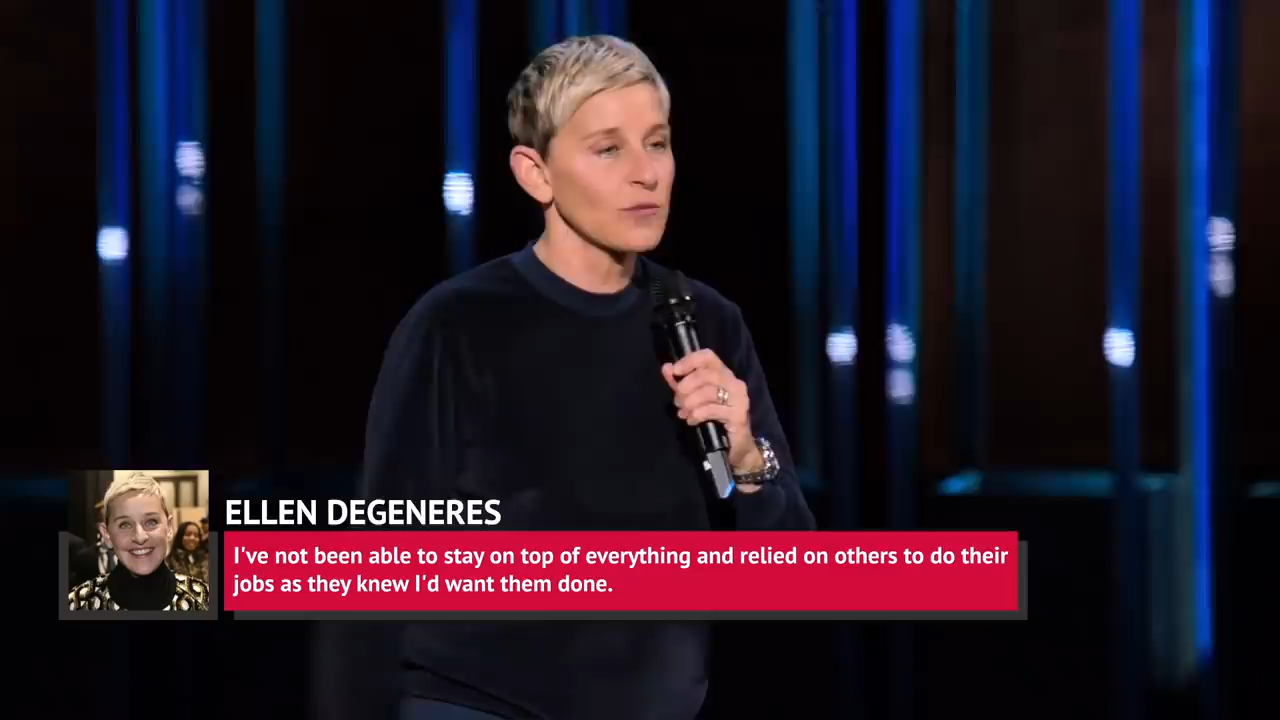 ELLEN DEGENERES
I've not been able to stay on top of everything and relied on others to do their
jobs as they knew I'd want them done.